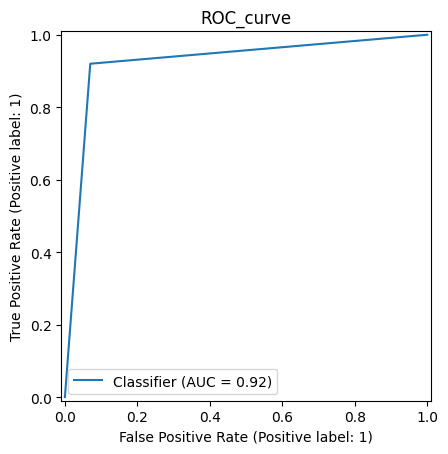 ROC_curve
1.0
0.8
0.6
0.4
0.2
0.0
True Positive Rate (Positive label: 1)
Classifier (AUC = 0.92)
0.0 0.2 0.4 0.6 0.8 1.0
False Positive Rate (Positive label: 1)